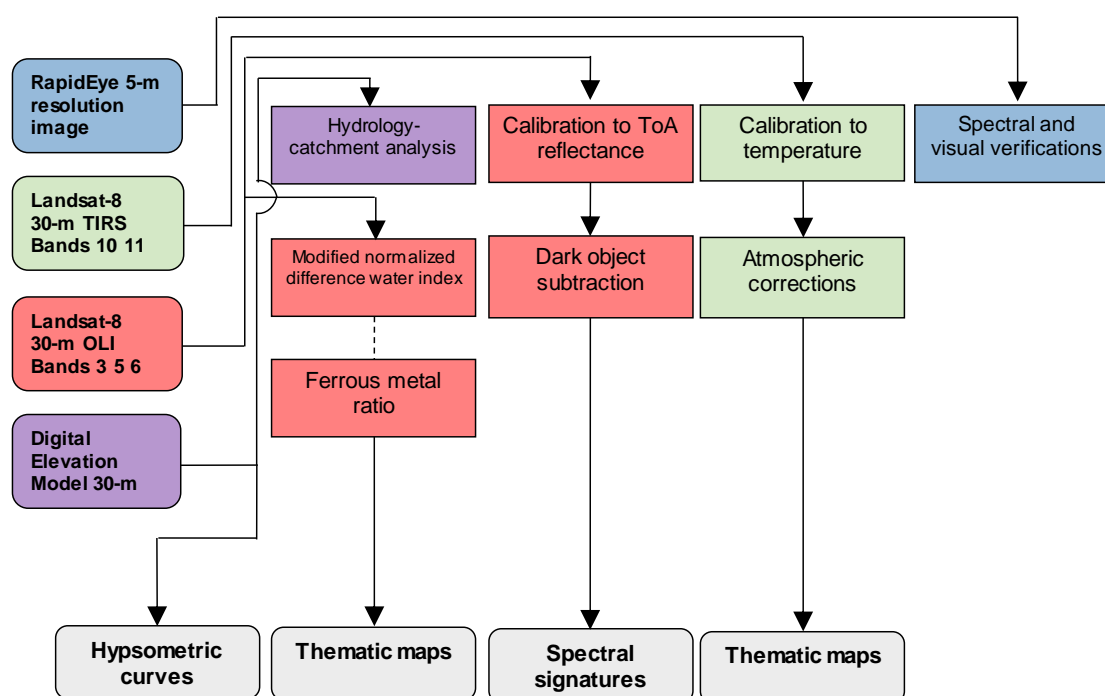 RapidEye 5-m
resolution
image
Landsat-8
30-m TIRS
Bands 10 11
Landsat-8
30-m OLI
Bands 3 5 6
Digital
Elevation
Model 30-m
Hydrology-
catchment analysis
Calibration to ToA
reflectance
Calibration to
temperature
Spectral and
visual verifications
Modified normalized
difference water index
Dark object
subtraction
Atmospheric
corrections
Ferrous metal
ratio
Hypsometric
curves
Thematic maps
Spectral
signatures
Thematic maps